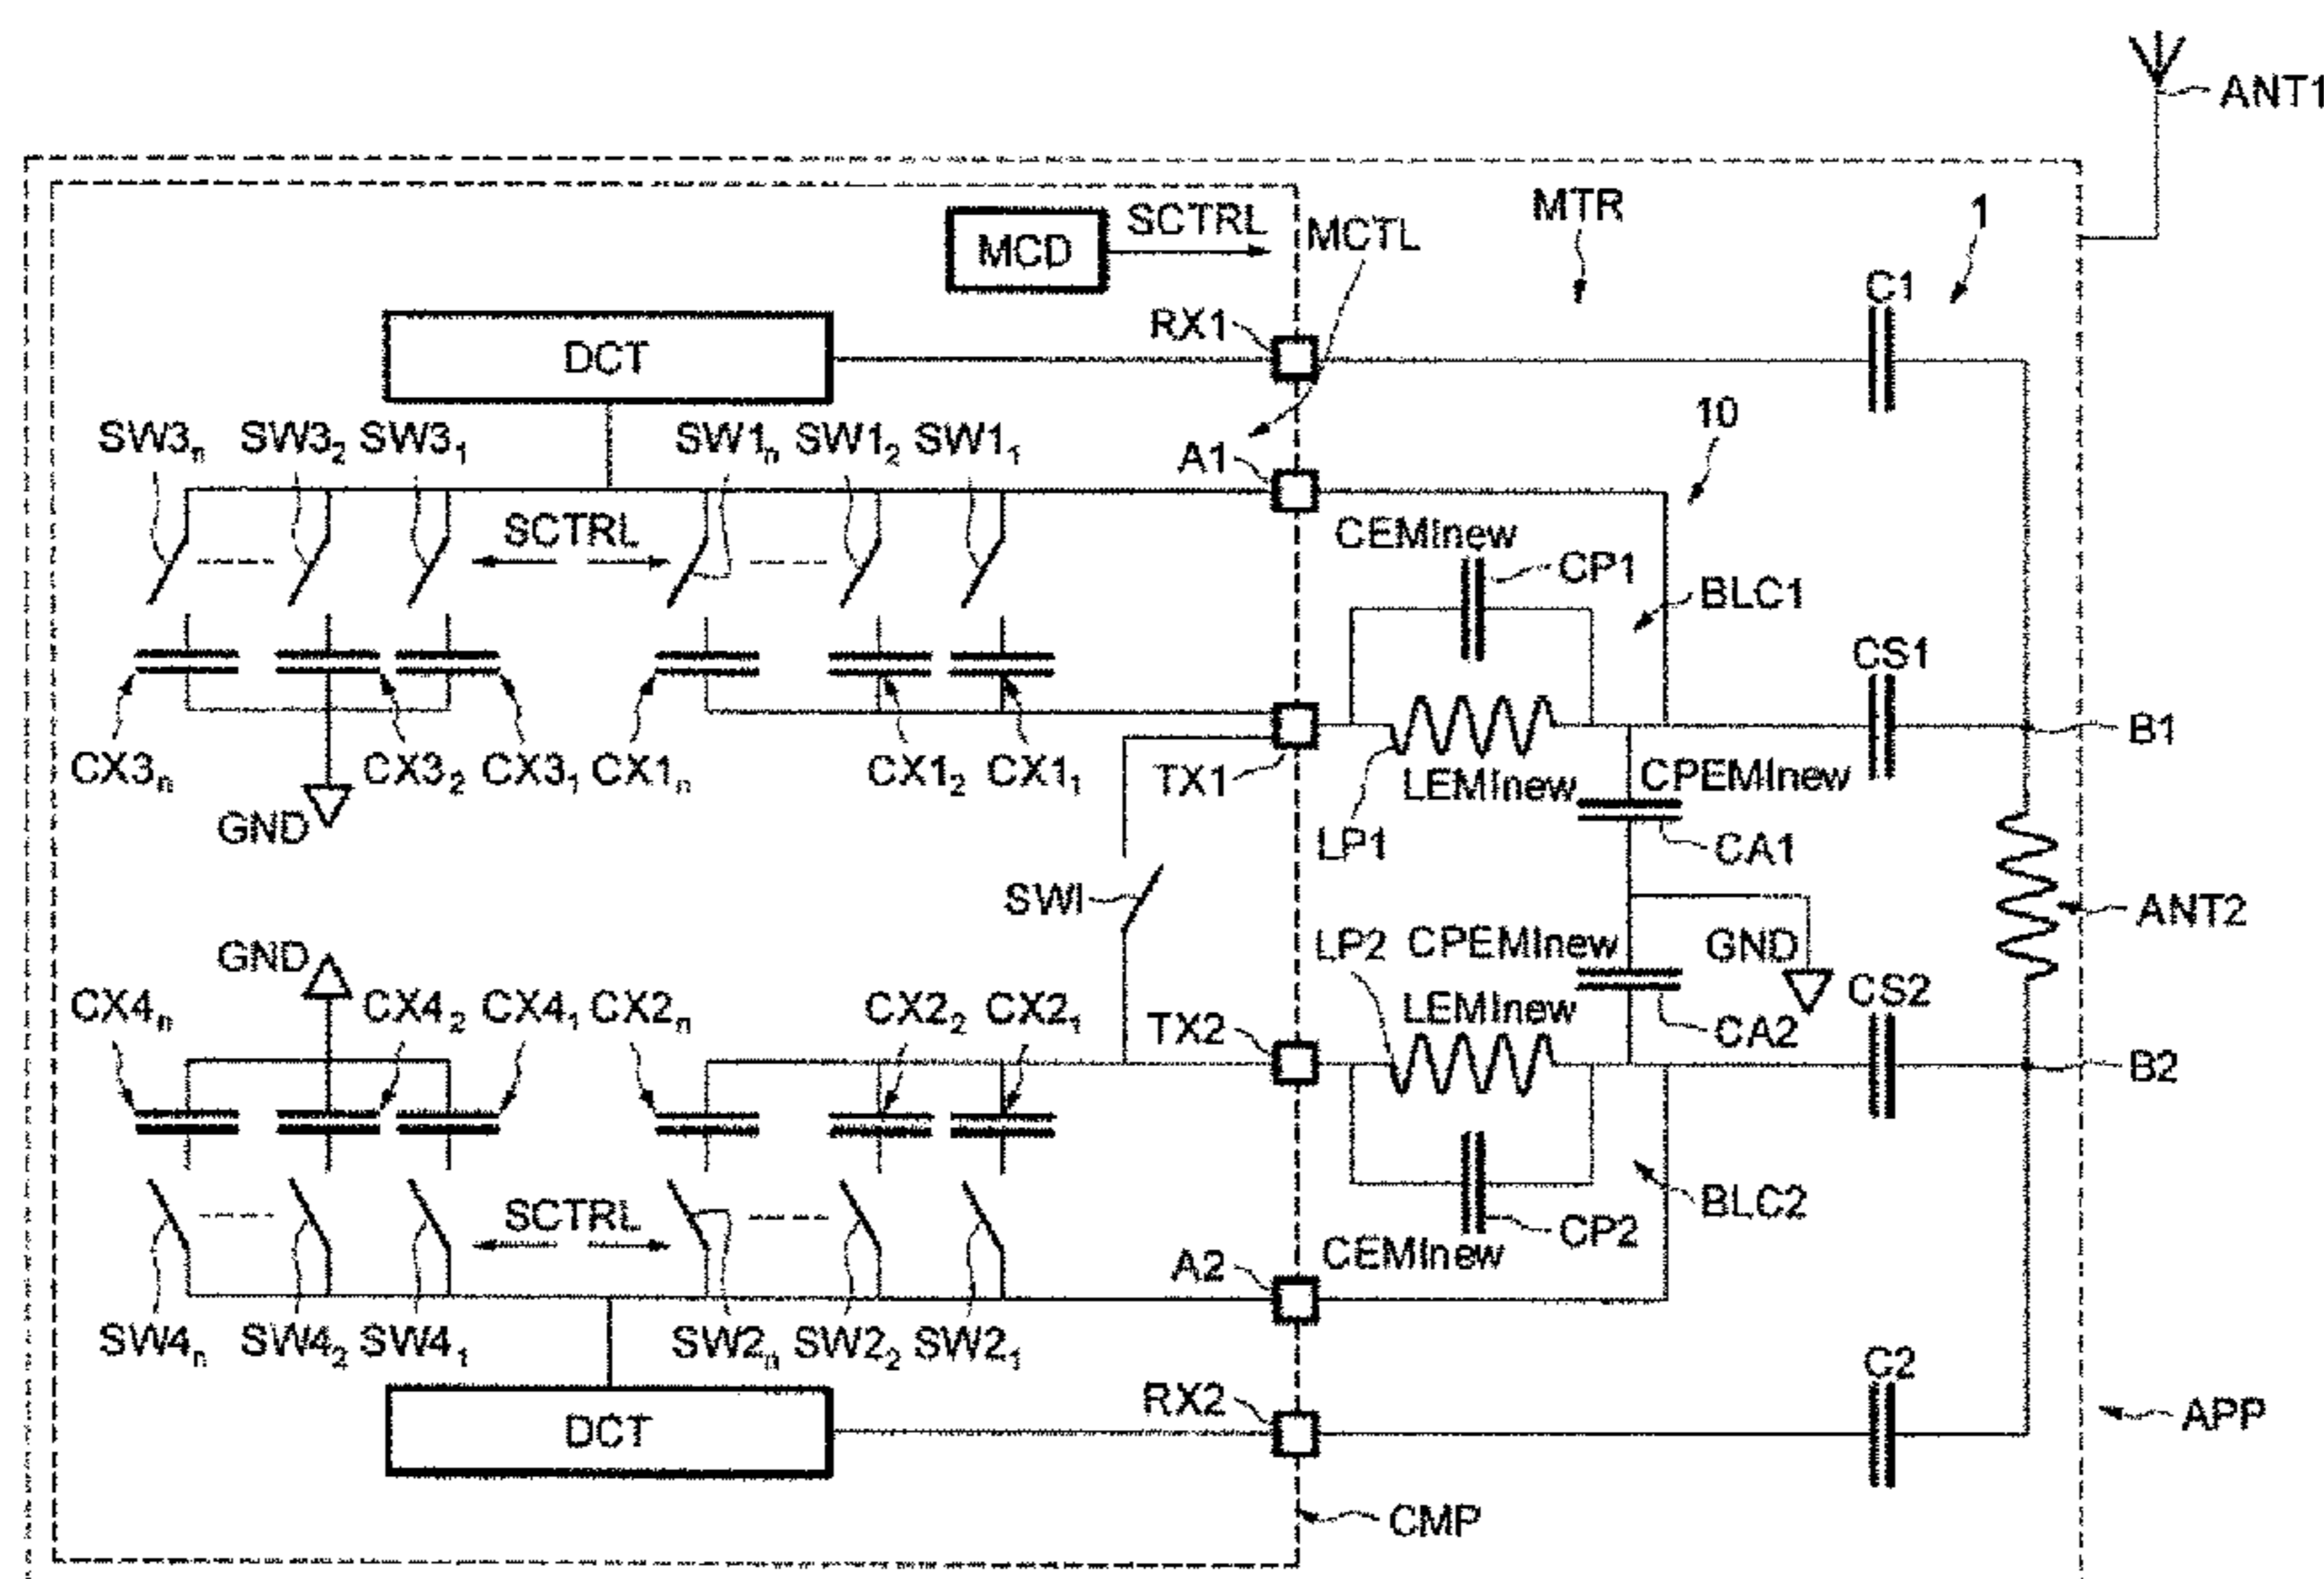 ANT1
MCD SCTRL MCTL MTR 1
C1
RX1
DCT
10
SW3n SW32 SW31 SW1n SW12 SW11 A1
SCTRL CEMInew CP1 BLC1
CS1
B1
CX3n CX32 CX31 CX1n CX12 CX11 TX1 LEMInew CPEMInew
GND LP1 CA1
SWI ANT2
GND LP2 CPEMInew GND
CX4n CX42 CX41 CX2n CX22 CX21 TX2 LEMInew CA2 CS2
B2
SCTRL BLC2
CEMInew CP2
A2
SW4n SW42 SW41 SW2n SW22 SW21
C2
DCT RX2 APP
CMP